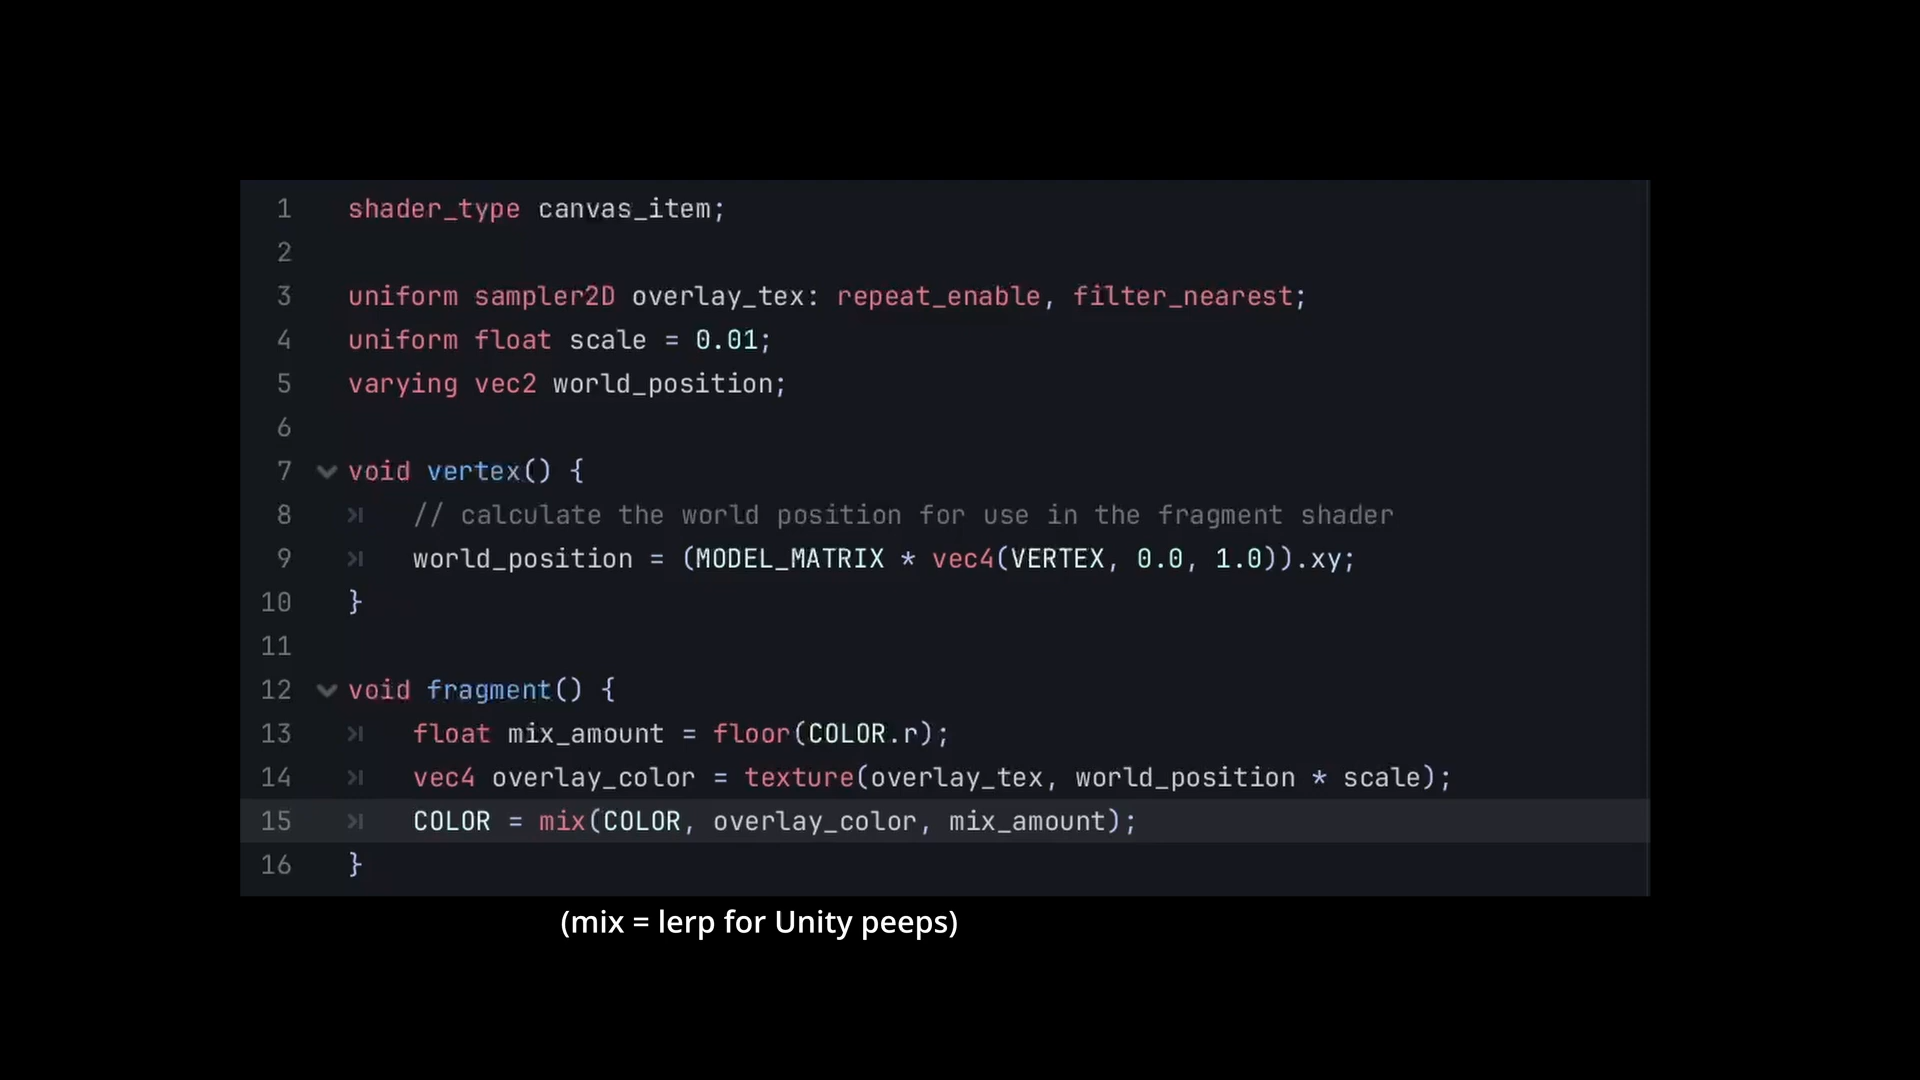 1 shader_type canvas_item;
2
3 uniform sampler2D overlay_tex: repeat_enable, filter_nearest;
4 uniform float scale = 0.01;
5 varying vec2 world_position;
6
7 void vertex() {
8 // calculate the world position for use in the fragment shader
9 world_position = (MODEL_MATRIX * vec4(VERTEX, 0.0, 1.0)).xy;
10 }
11
12 void fragment() {
13 float mix_amount = floor(COLOR.r);
14 vec4 overlay_color = texture(overlay_tex, world_position * scale);
15 COLOR = mix(COLOR, overlay_color, mix_amount);
16 }
(mix = lerp for Unity peeps)